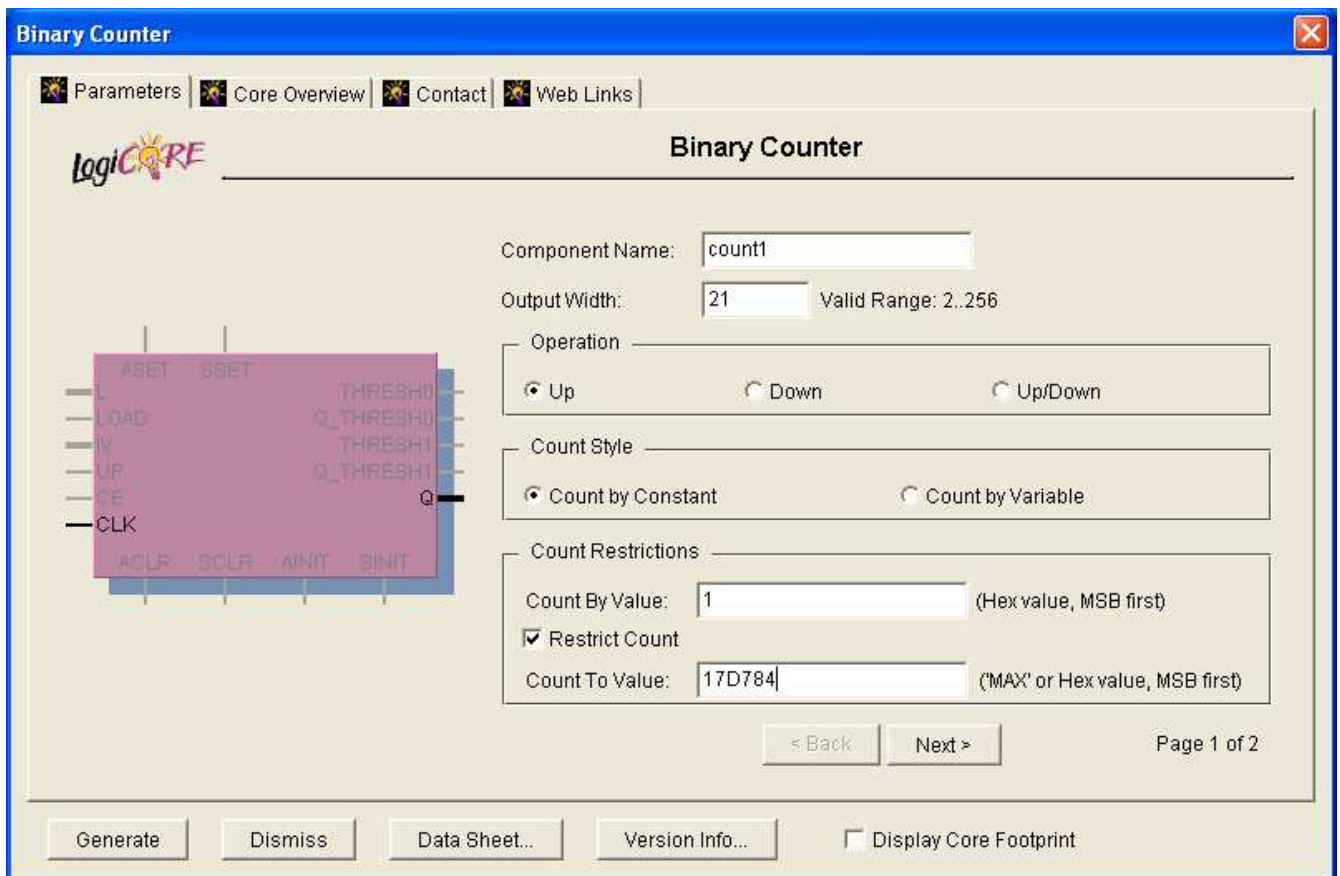 Binary Counter
Parameters Core Overview Contact Web Links
LogiCORE
Binary Counter
Component Name: count1
Output Width: 21 Valid Range: 2..256
Operation
Up Down Up/Down
Count Style
Count by Constant Count by Variable
Count Restrictions
Count By Value: 1 (Hex value, MSB first)
Restrict Count
Count To Value: 17D784 ('MAX' or Hex value, MSB first)
ASET SSET
L THRESH0
LOAD Q_THRESH0
IV THRESH1
UP Q_THRESH1
CE Q
CLK
ACLR SCLR AINIT SINIT
< Back Next > Page 1 of 2
Generate Dismiss Data Sheet... Version Info... Display Core Footprint